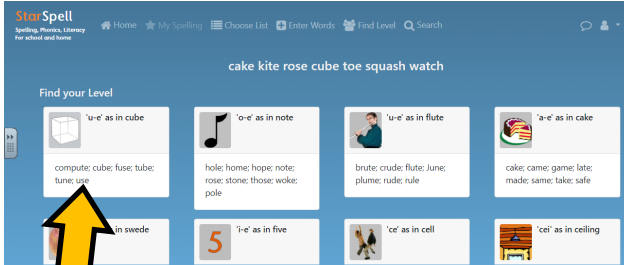 StarSpell
Spelling, Phonics, Literacy
For school and home
Home My Spelling Choose List Enter Words Find Level Search
cake kite rose cube toe squash watch
Find your Level
'u-e' as in cube
compute; cube; fuse; tube;
tune; use
'o-e' as in note
hole; home; hope; note;
rose; stone; those; woke;
pole
'u-e' as in flute
brute; crude; flute; June;
plume; rude; rule
'a-e' as in cake
cake; came; game; late;
made; same; take; safe
in swede
5 'i-e' as in five
'ce' as in cell
'cei' as in ceiling